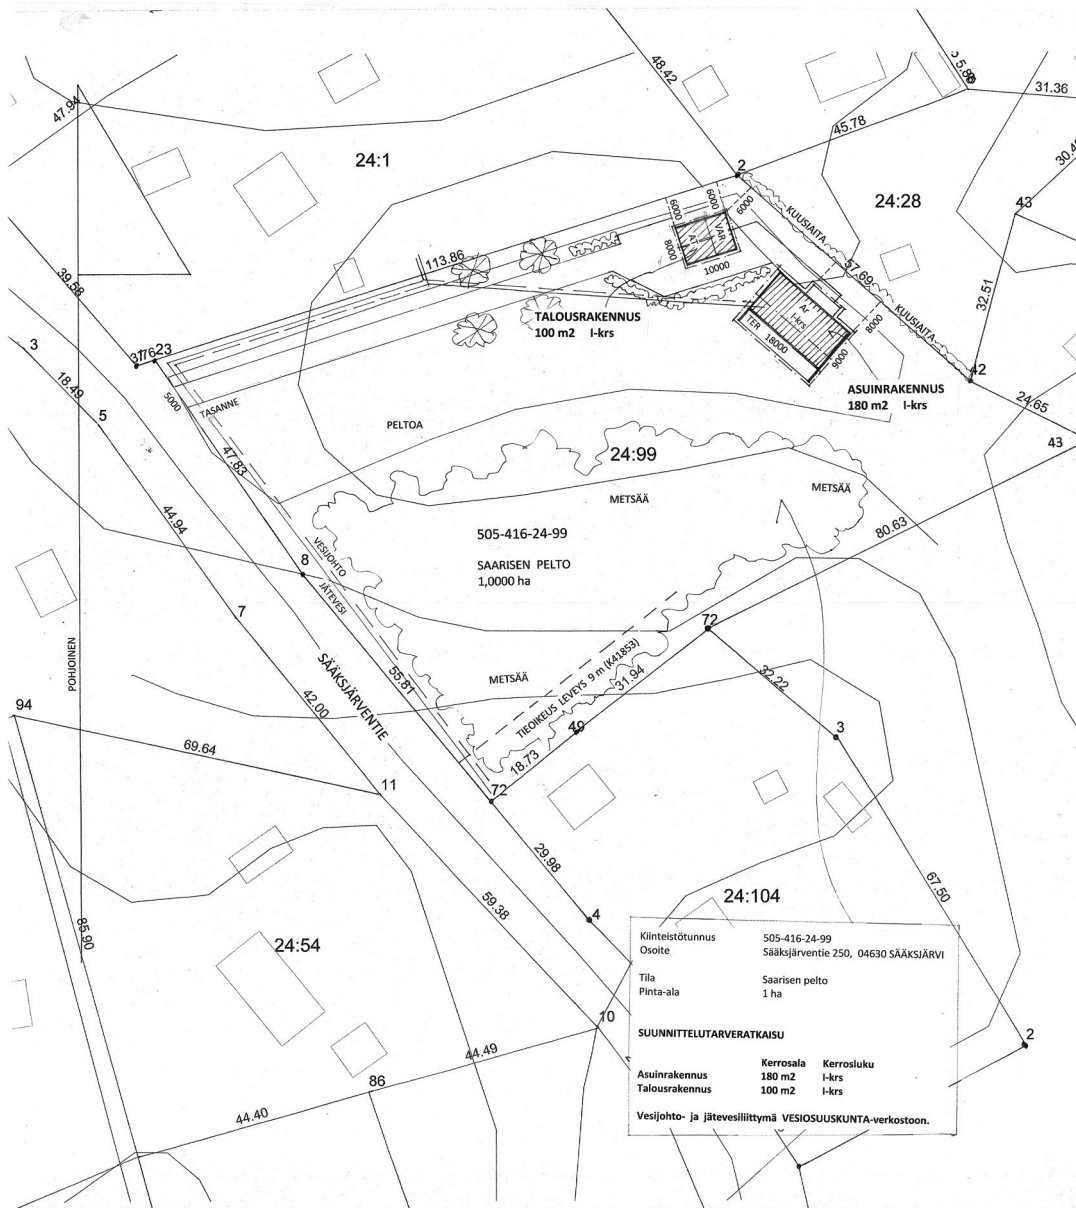 48.42
5.86
31.36
47.94
45.78
30.4
24:1
2
24:28
43
6000
6000
6000
KUUSIAITA
VAR
AT
8000
10000
113.86
57.69
39.58
32.51
KUUSIAITA
TALOUSRAKENNUS
100 m2 I-krs
Ar
I-krs
TER
18000
8000
9000
3
37
7623
42
18.49
5000
ASUINRAKENNUS
180 m2 I-krs
24.65
TASANNE
5
PELTOA
43
47.83
24:99
METSÄÄ
METSÄÄ
44.94
505-416-24-99
80.63
VESIJOHTO
8
JÄTEVESI
SAARISEN PELTO
1,0000 ha
7
72
POHJOINEN
SÄÄKSJÄRVENTIE
55.81
METSÄÄ
TIEOIKEUS LEVEYS 9 m (K41853)
31.94
32.22
94
42.00
49
3
69.64
18.73
11
72
29.98
67.50
59.38
24:104
4
85.90
24:54
Kiinteistötunnus 505-416-24-99
Osoite Sääksjärventie 250, 04630 SÄÄKSJÄRVI
Tila Saarisen pelto
Pinta-ala 1 ha
10
SUUNNITTELUTARVERATKAISU
2
44.49
Kerrosala Kerrosluku
Asuinrakennus 180 m2 I-krs
Talousrakennus 100 m2 I-krs
86
44.40
Vesijohto- ja jätevesiliittymä VESIOSUUSKUNTA-verkostoon.